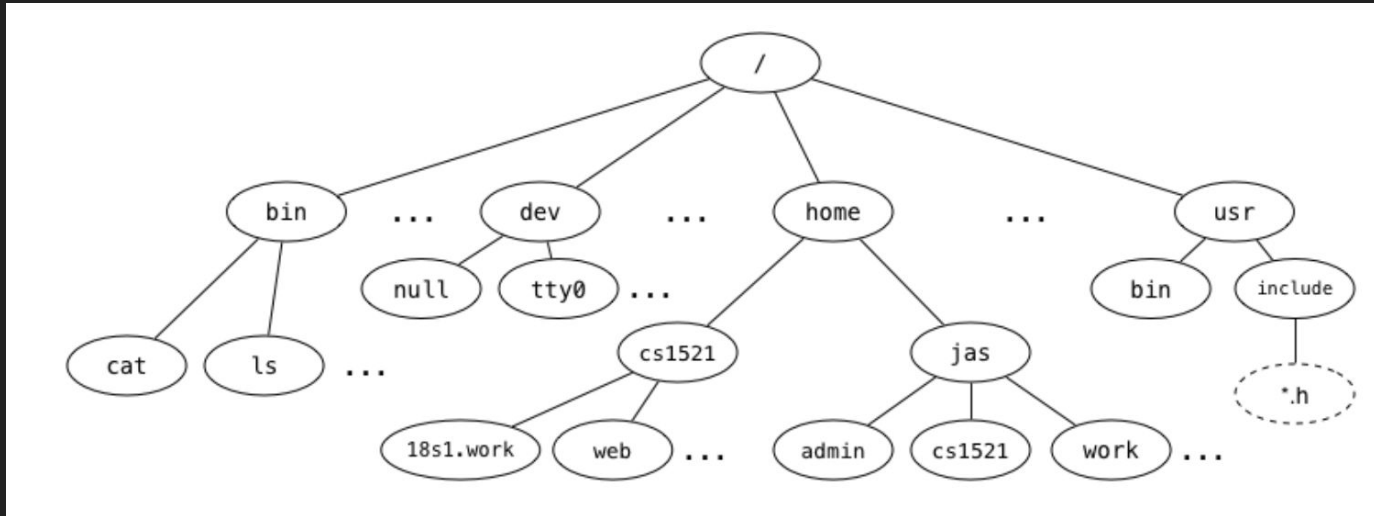 /
bin ... dev ... home ... usr
null tty0 ... bin include
cat ls ... cs1521 jas
*.h
18s1.work web ... admin cs1521 work ...